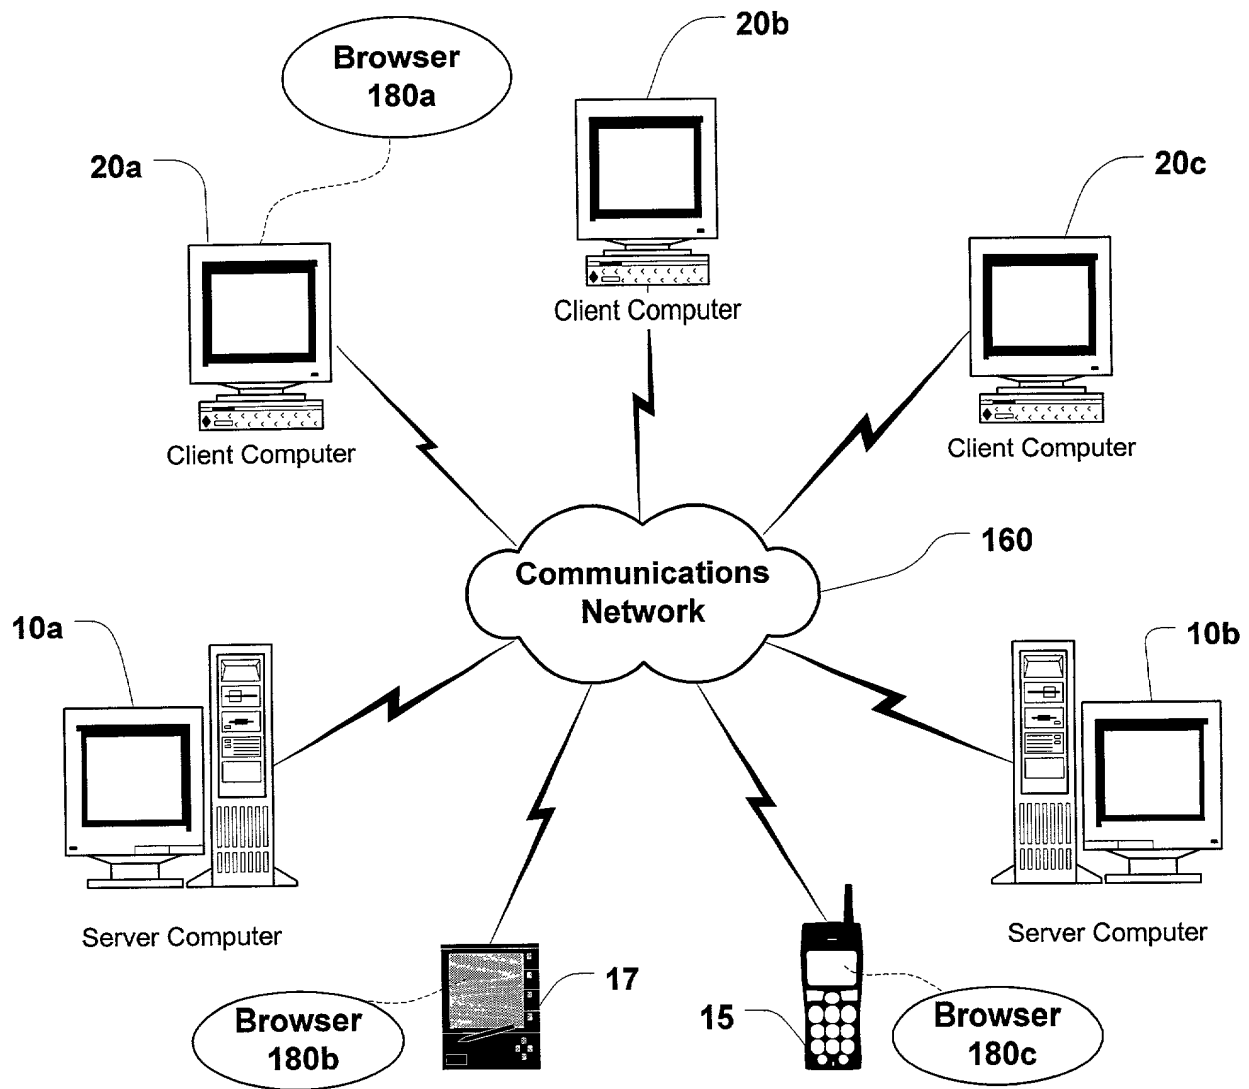 20b
Browser
180a
20a
20c
Client Computer
Client Computer
Client Computer
160
Communications
Network
10a
10b
Server Computer
Server Computer
17
15
Browser
180b
Browser
180c